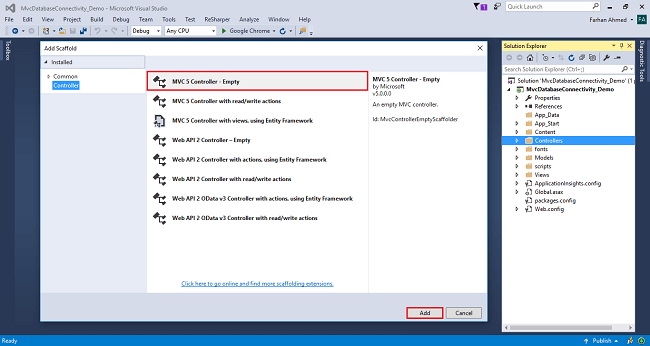 MvcDatabaseConnectivity_Demo - Microsoft Visual Studio
1
Quick Launch (Ctrl+Q)
File Edit View Project Build Debug Team Tools Test ReSharper Analyze Window Help
Farhan Ahmed
FA
Debug
Any CPU
Google Chrome
Toolbox
Add Scaffold
Installed
Common
Controller
MVC 5 Controller - Empty
MVC 5 Controller with read/write actions
MVC 5 Controller with views, using Entity Framework
Web API 2 Controller - Empty
Web API 2 Controller with actions, using Entity Framework
Web API 2 Controller with read/write actions
Web API 2 OData v3 Controller with actions, using Entity Framework
Web API 2 OData v3 Controller with read/write actions
Click here to go online and find more scaffolding extensions.
MVC 5 Controller - Empty
by Microsoft
v5.0.0.0
An empty MVC controller.
Id: MvcControllerEmptyScaffolder
Add
Cancel
Solution Explorer
Search Solution Explorer (Ctrl+;)
Solution 'MvcDatabaseConnectivity_Demo' (1
MvcDatabaseConnectivity_Demo
Properties
References
App_Data
App_Start
Content
Controllers
fonts
Models
scripts
Views
ApplicationInsights.config
Global.asax
packages.config
Web.config
Diagnostic Tools
Ready
Publish